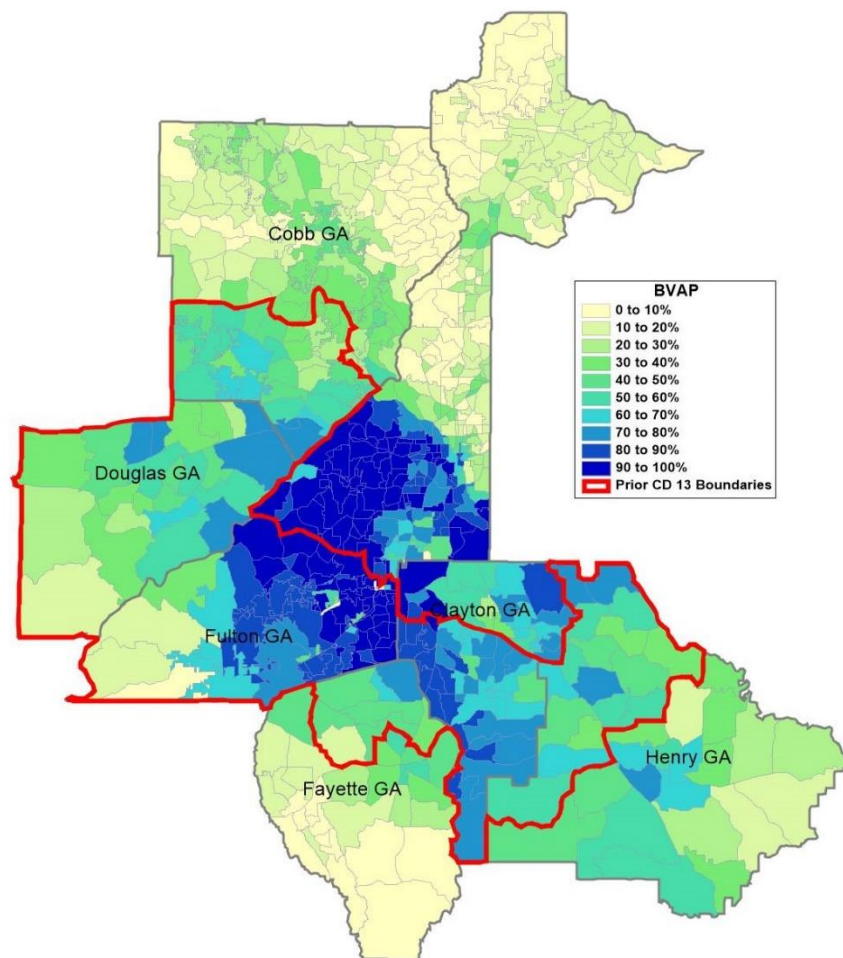 Cobb GA
BVAP
0 to 10%
10 to 20%
20 to 30%
30 to 40%
40 to 50%
50 to 60%
60 to 70%
70 to 80%
80 to 90%
90 to 100%
Prior CD 13 Boundaries
Douglas GA
Clayton GA
Fulton GA
Henry GA
Fayette GA